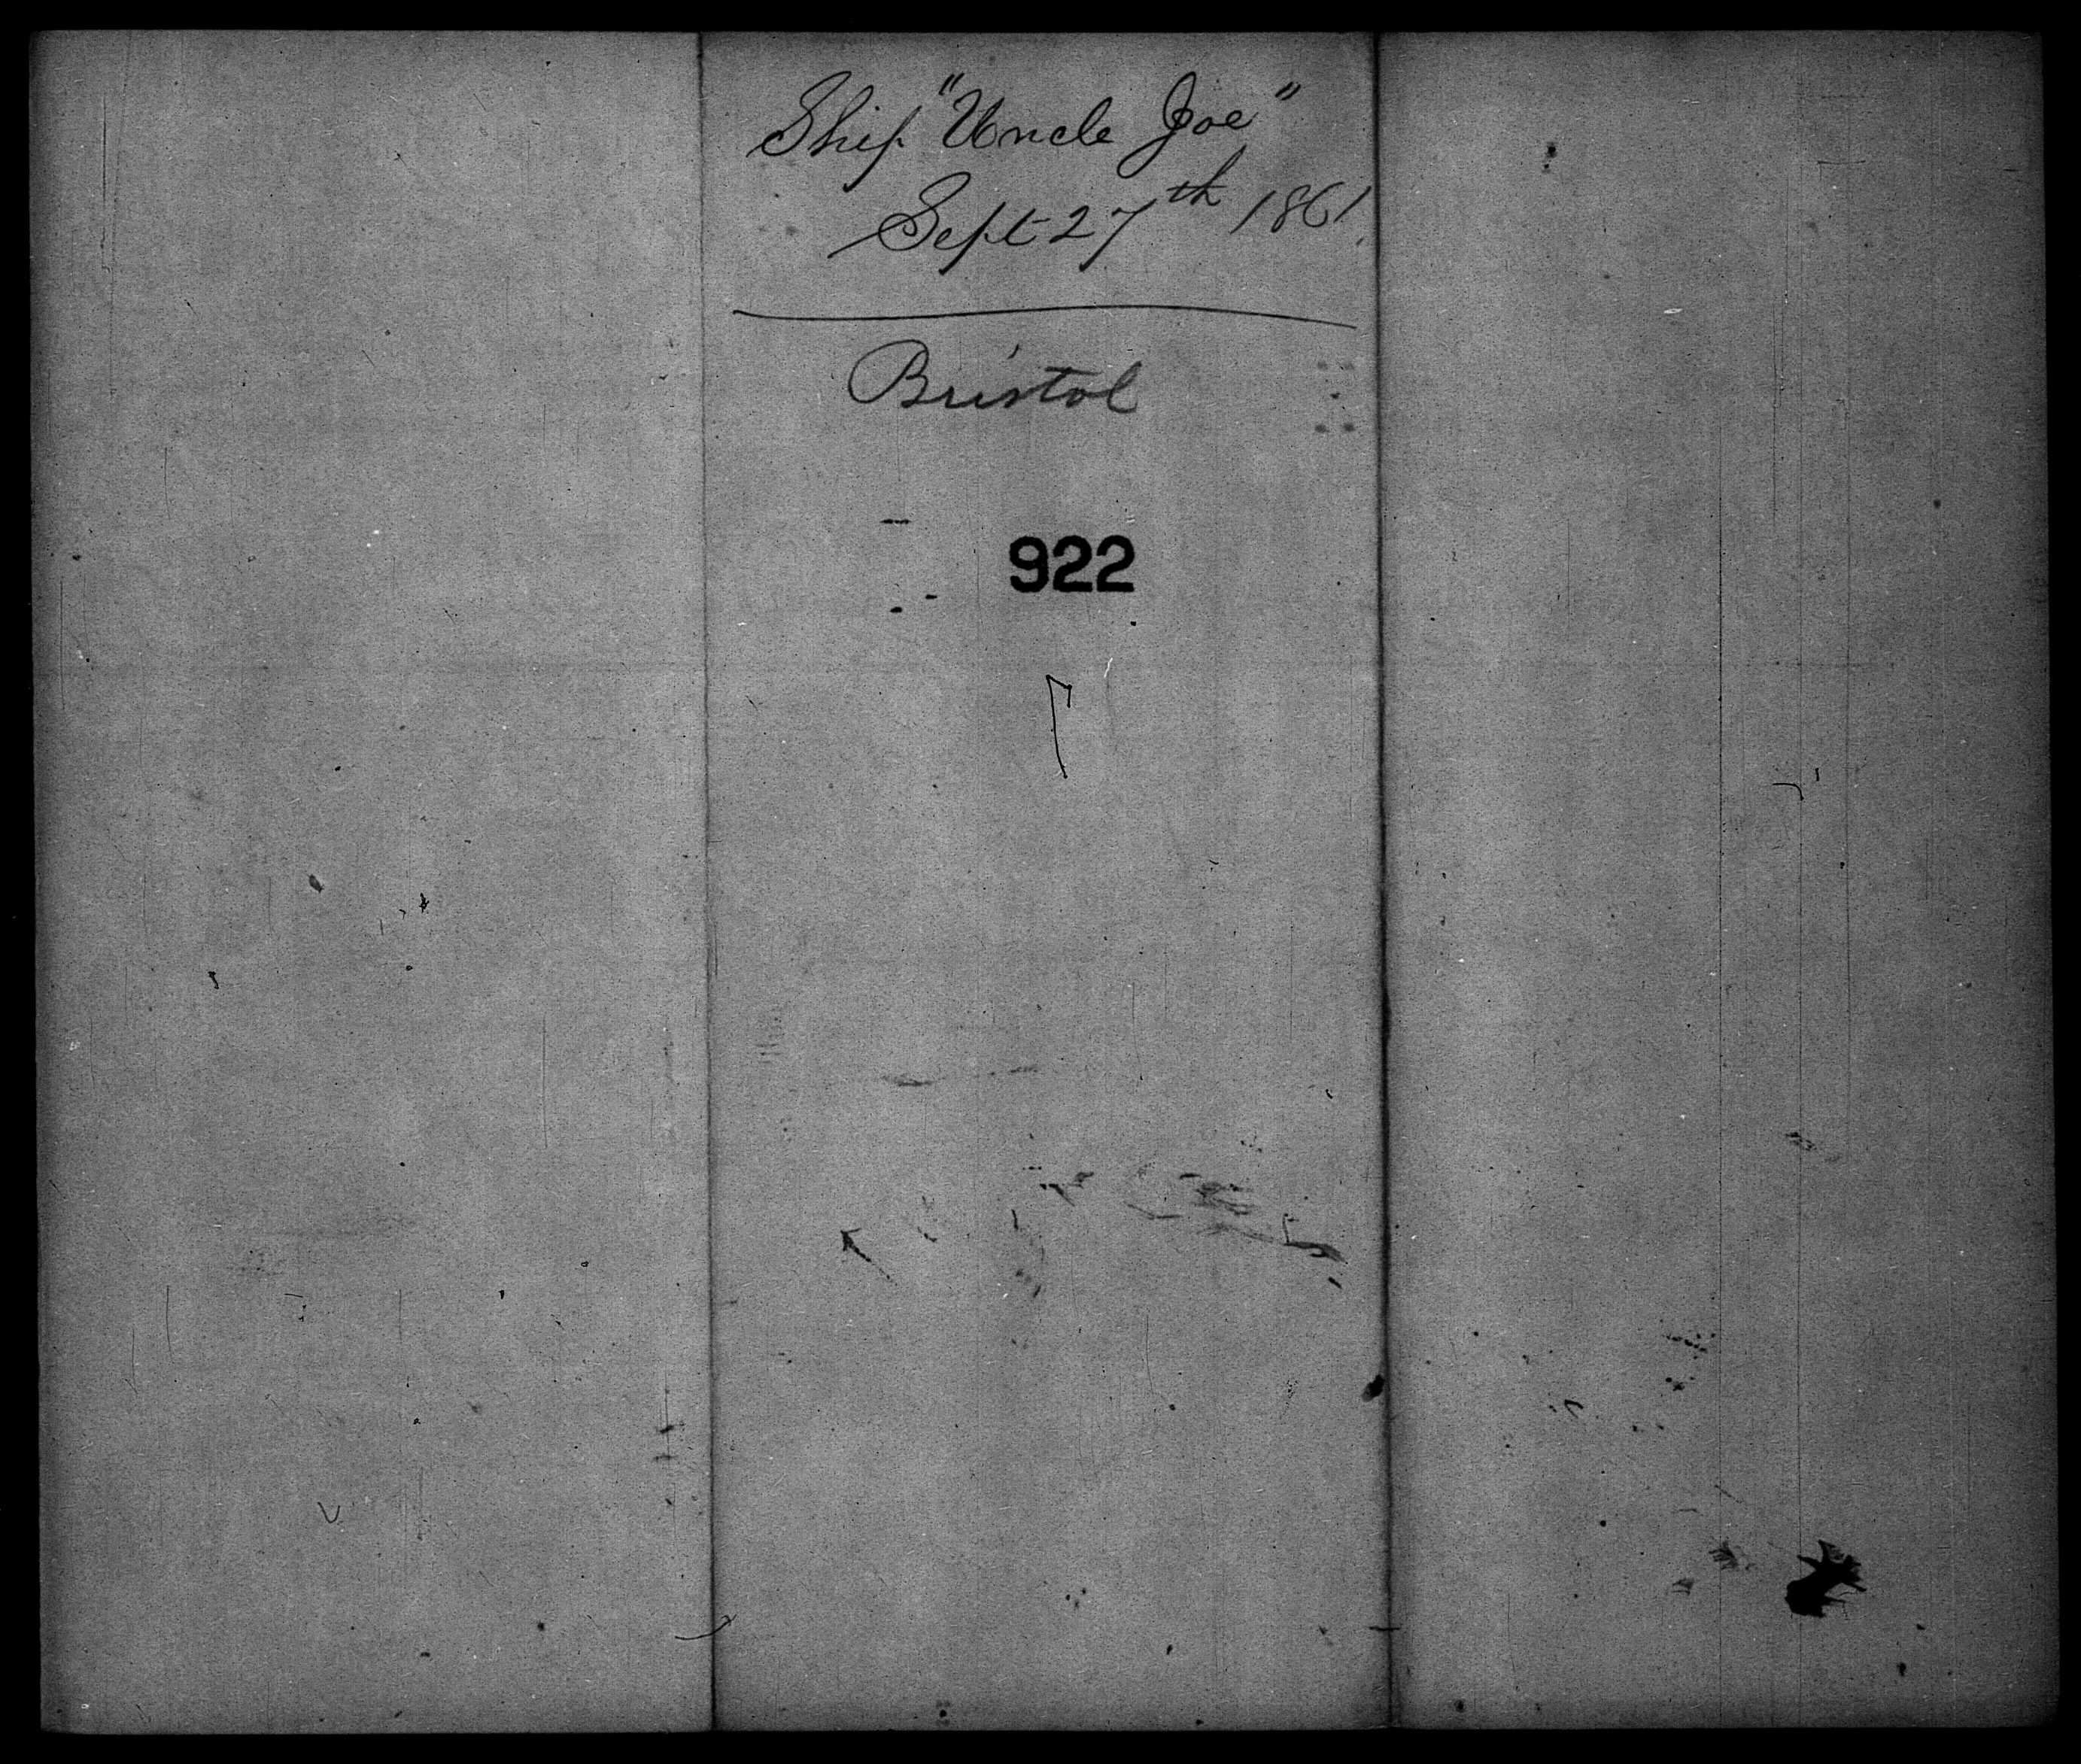 Ship "Uncle Joe"
Sept 27th 1861.
Bristol
922